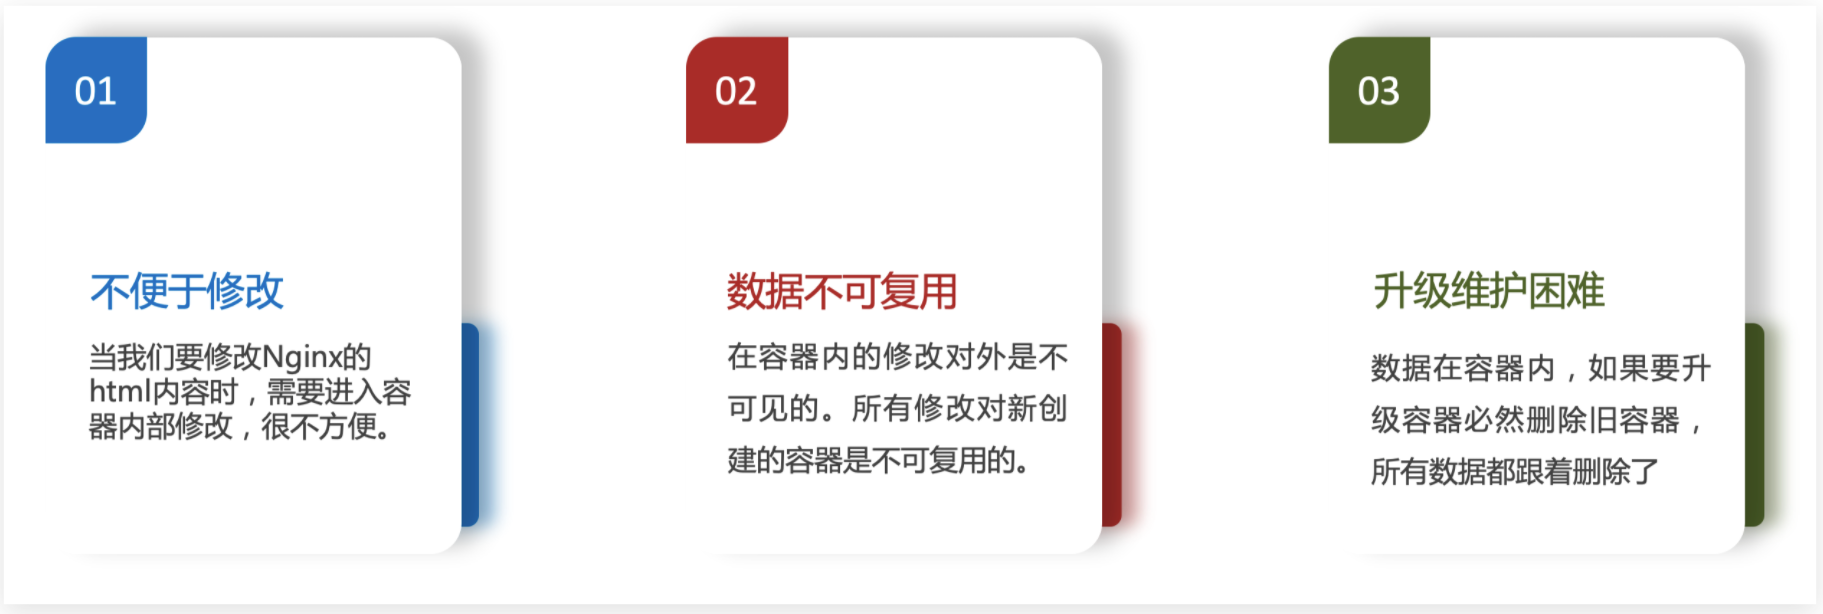 01
不便于修改
当我们要修改Nginx的
html内容时，需要进入容
器内部修改，很不方便。
02
数据不可复用
在容器内的修改对外是不
可见的。所有修改对新创
建的容器是不可复用的。
03
升级维护困难
数据在容器内，如果要升
级容器必然删除旧容器，
所有数据都跟着删除了